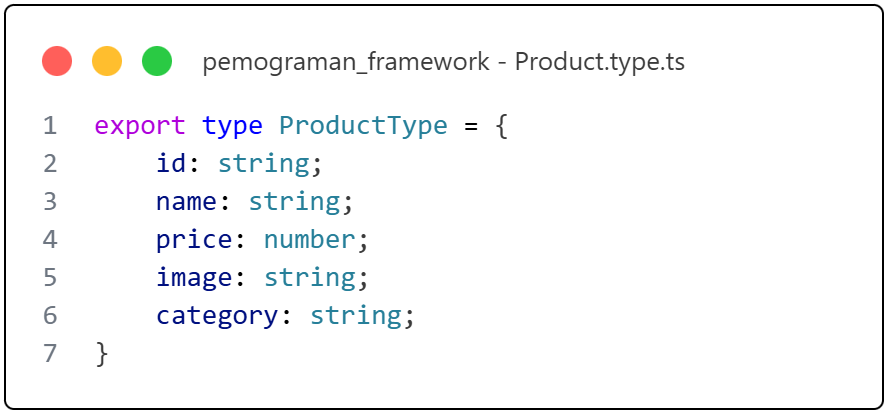 pemograman_framework - Product.type.ts
1 export type ProductType = {
2     id: string;
3     name: string;
4     price: number;
5     image: string;
6     category: string;
7 }